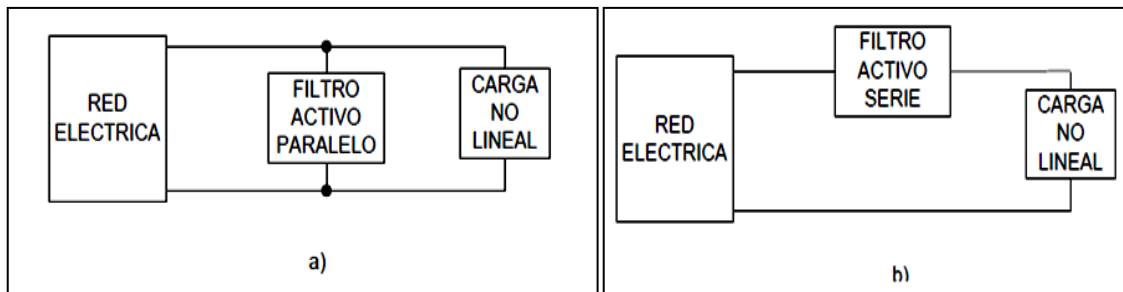 RED
ELECTRICA
FILTRO
ACTIVO
PARALELO
CARGA
NO
LINEAL
a)
RED
ELECTRICA
FILTRO
ACTIVO
SERIE
CARGA
NO
LINEAL
b)